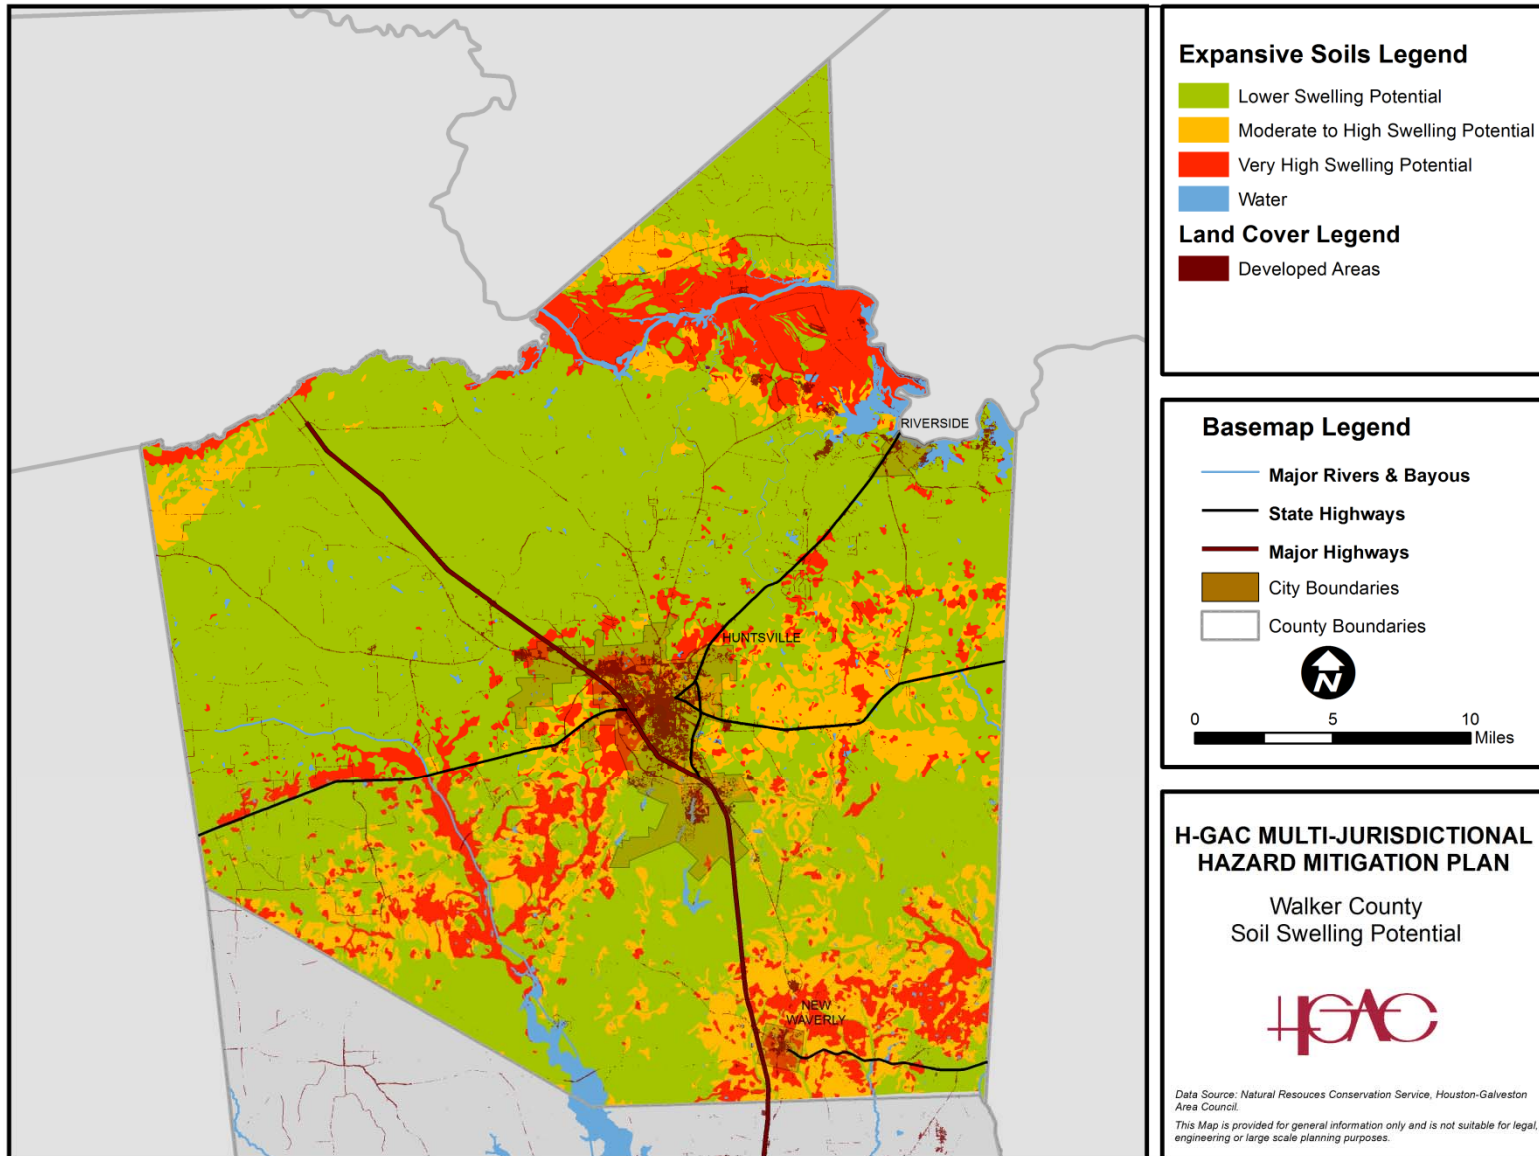 RIVERSIDE
HUNTSVILLE
NEW
WAVERLY
Expansive Soils Legend
Lower Swelling Potential
Moderate to High Swelling Potential
Very High Swelling Potential
Water
Land Cover Legend
Developed Areas
Basemap Legend
Major Rivers & Bayous
State Highways
Major Highways
City Boundaries
County Boundaries
N
0 5 10
Miles
H-GAC MULTI-JURISDICTIONAL
HAZARD MITIGATION PLAN
Walker County
Soil Swelling Potential
HGAC
Data Source: Natural Resouces Conservation Service, Houston-Galveston
Area Council.
This Map is provided for general information only and is not suitable for legal,
engineering or large scale planning purposes.